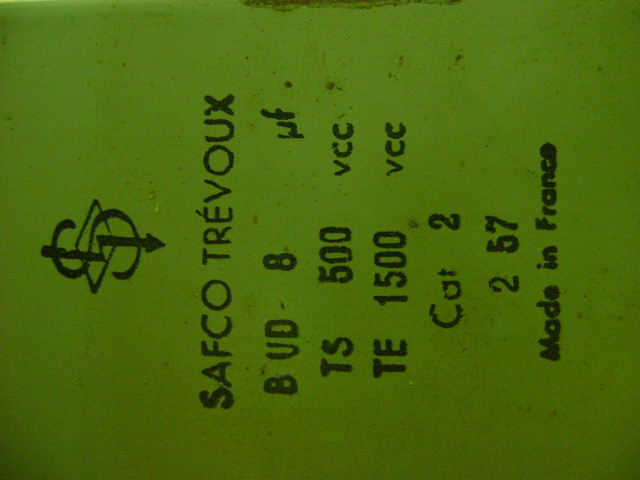 SAFCO TRÉVOUX
B UD 8 µf
TS 500 vcc
TE 1500 vcc
Cat 2
2 57
Made in France